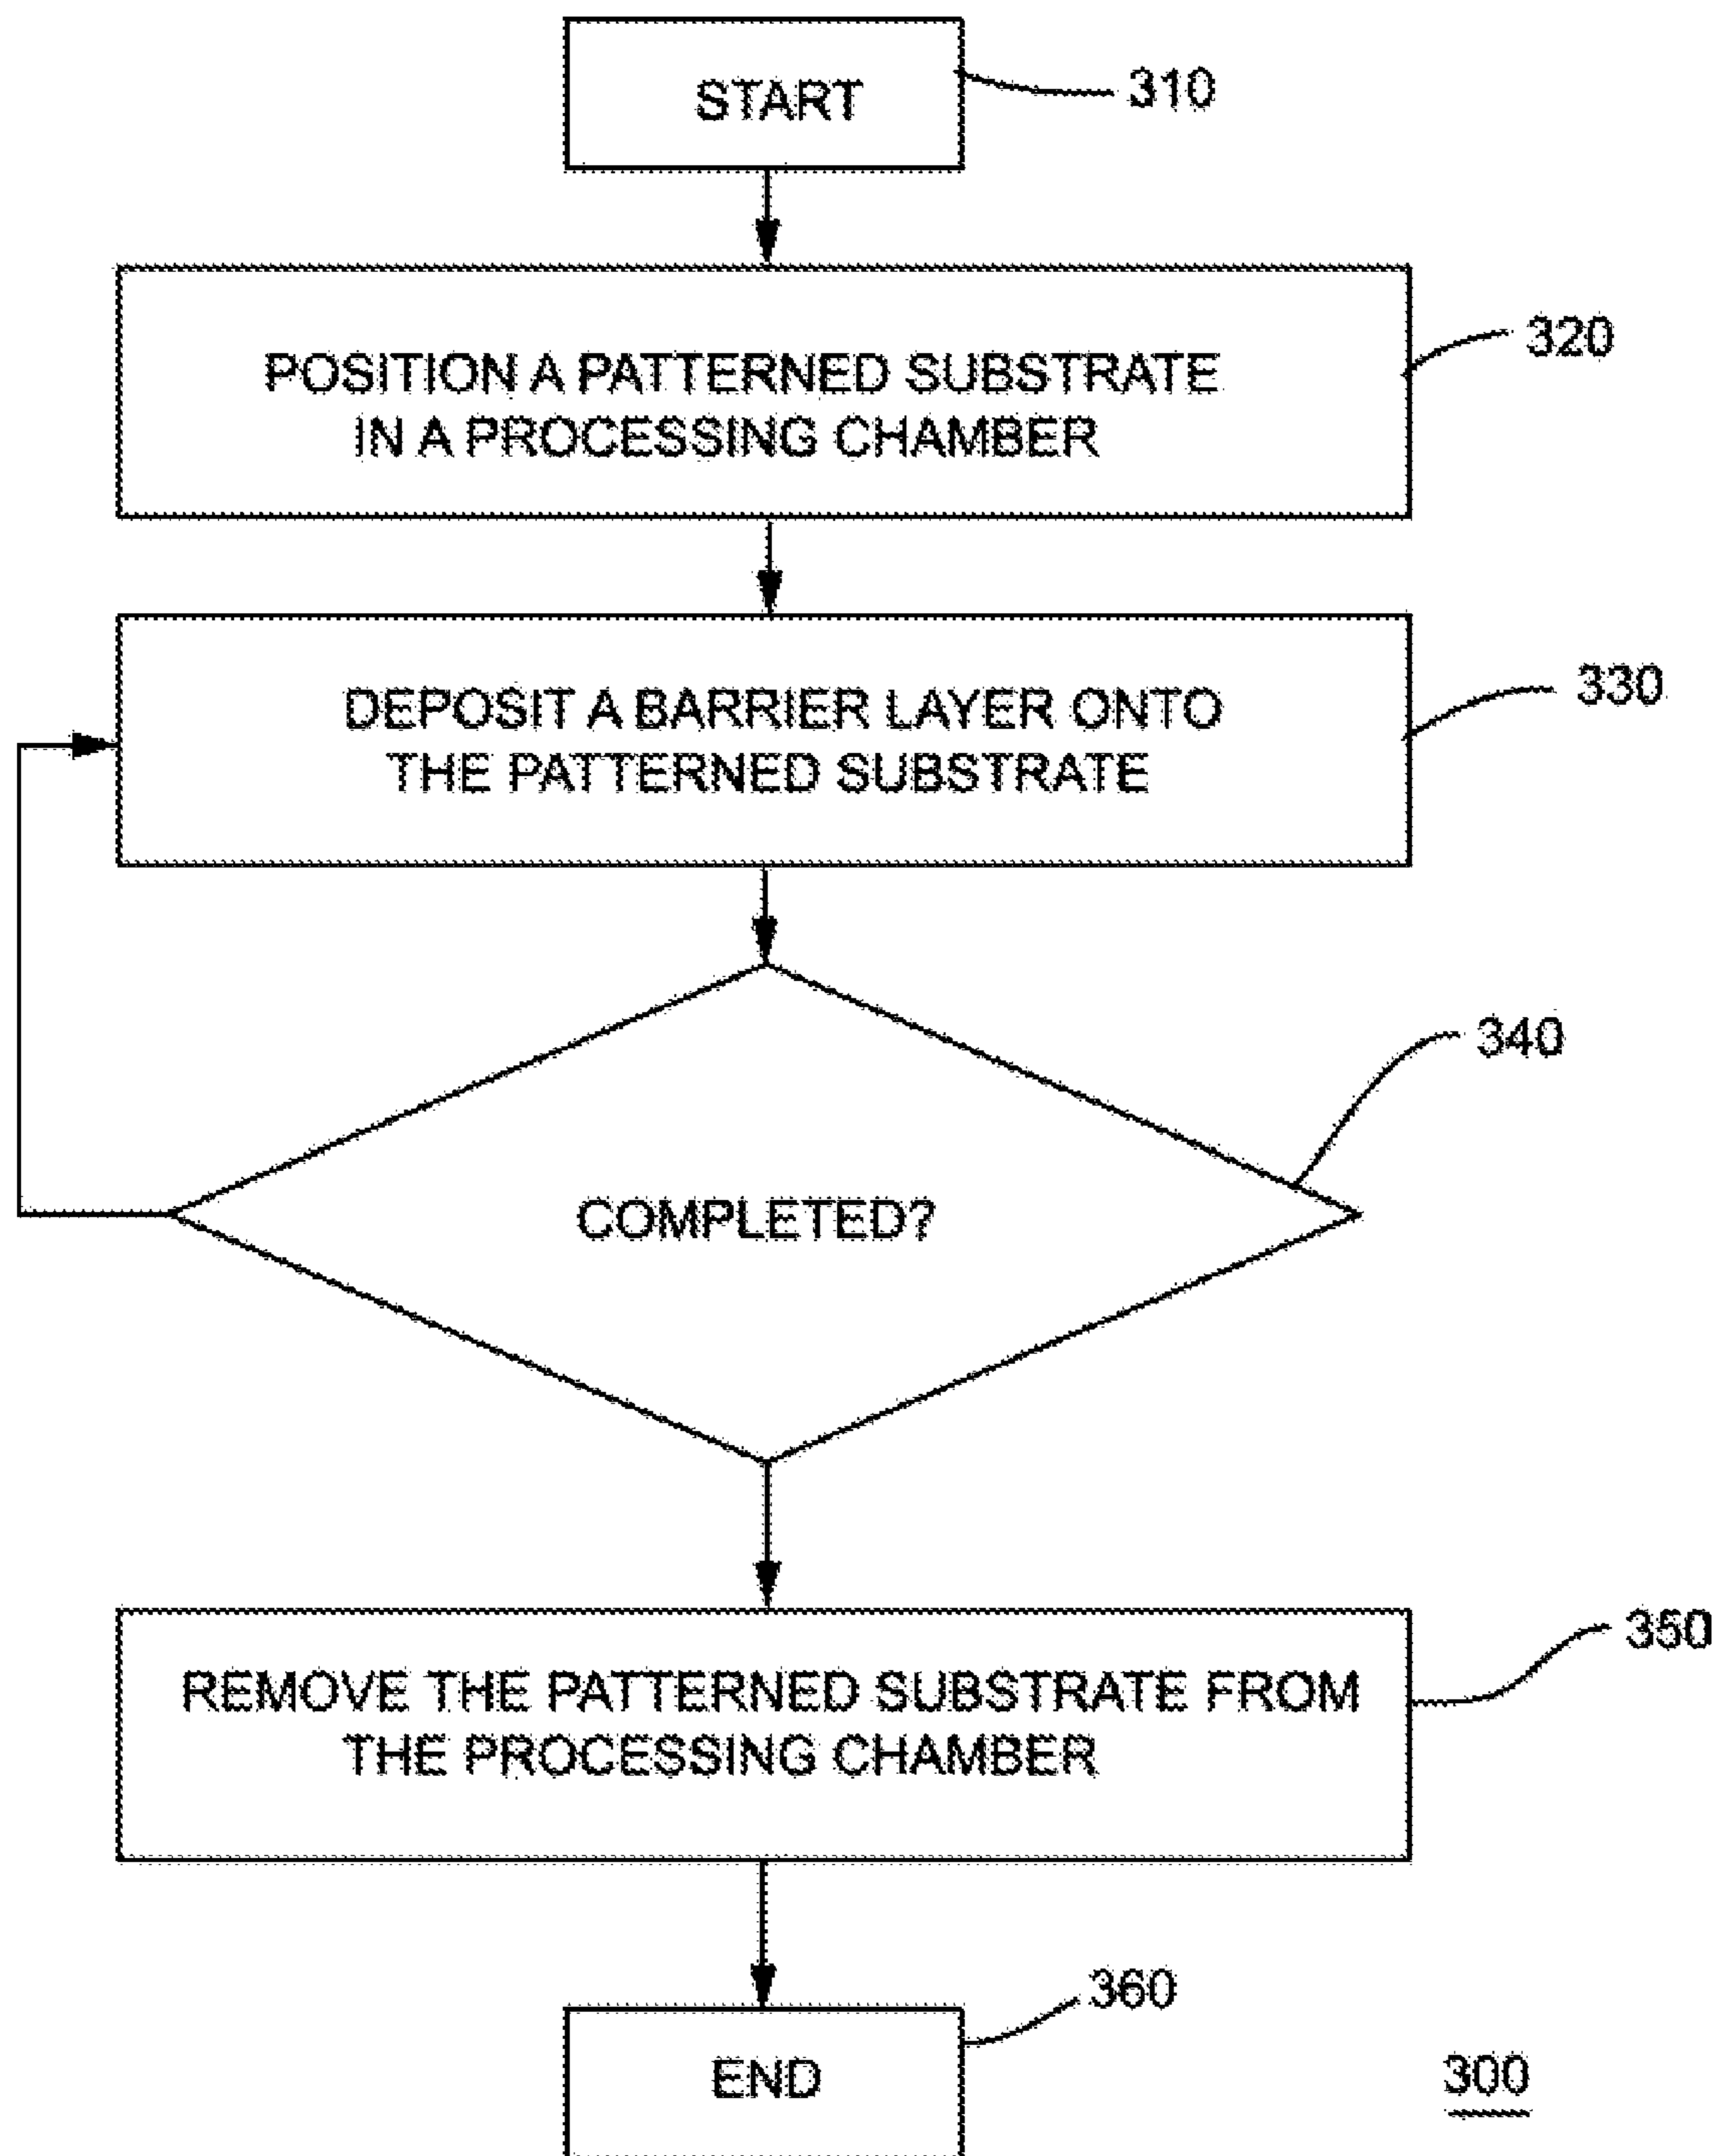 START
310
POSITION A PATTERNED SUBSTRATE
IN A PROCESSING CHAMBER
320
DEPOSIT A BARRIER LAYER ONTO
THE PATTERNED SUBSTRATE
330
340
COMPLETED?
350
REMOVE THE PATTERNED SUBSTRATE FROM
THE PROCESSING CHAMBER
360
END
300